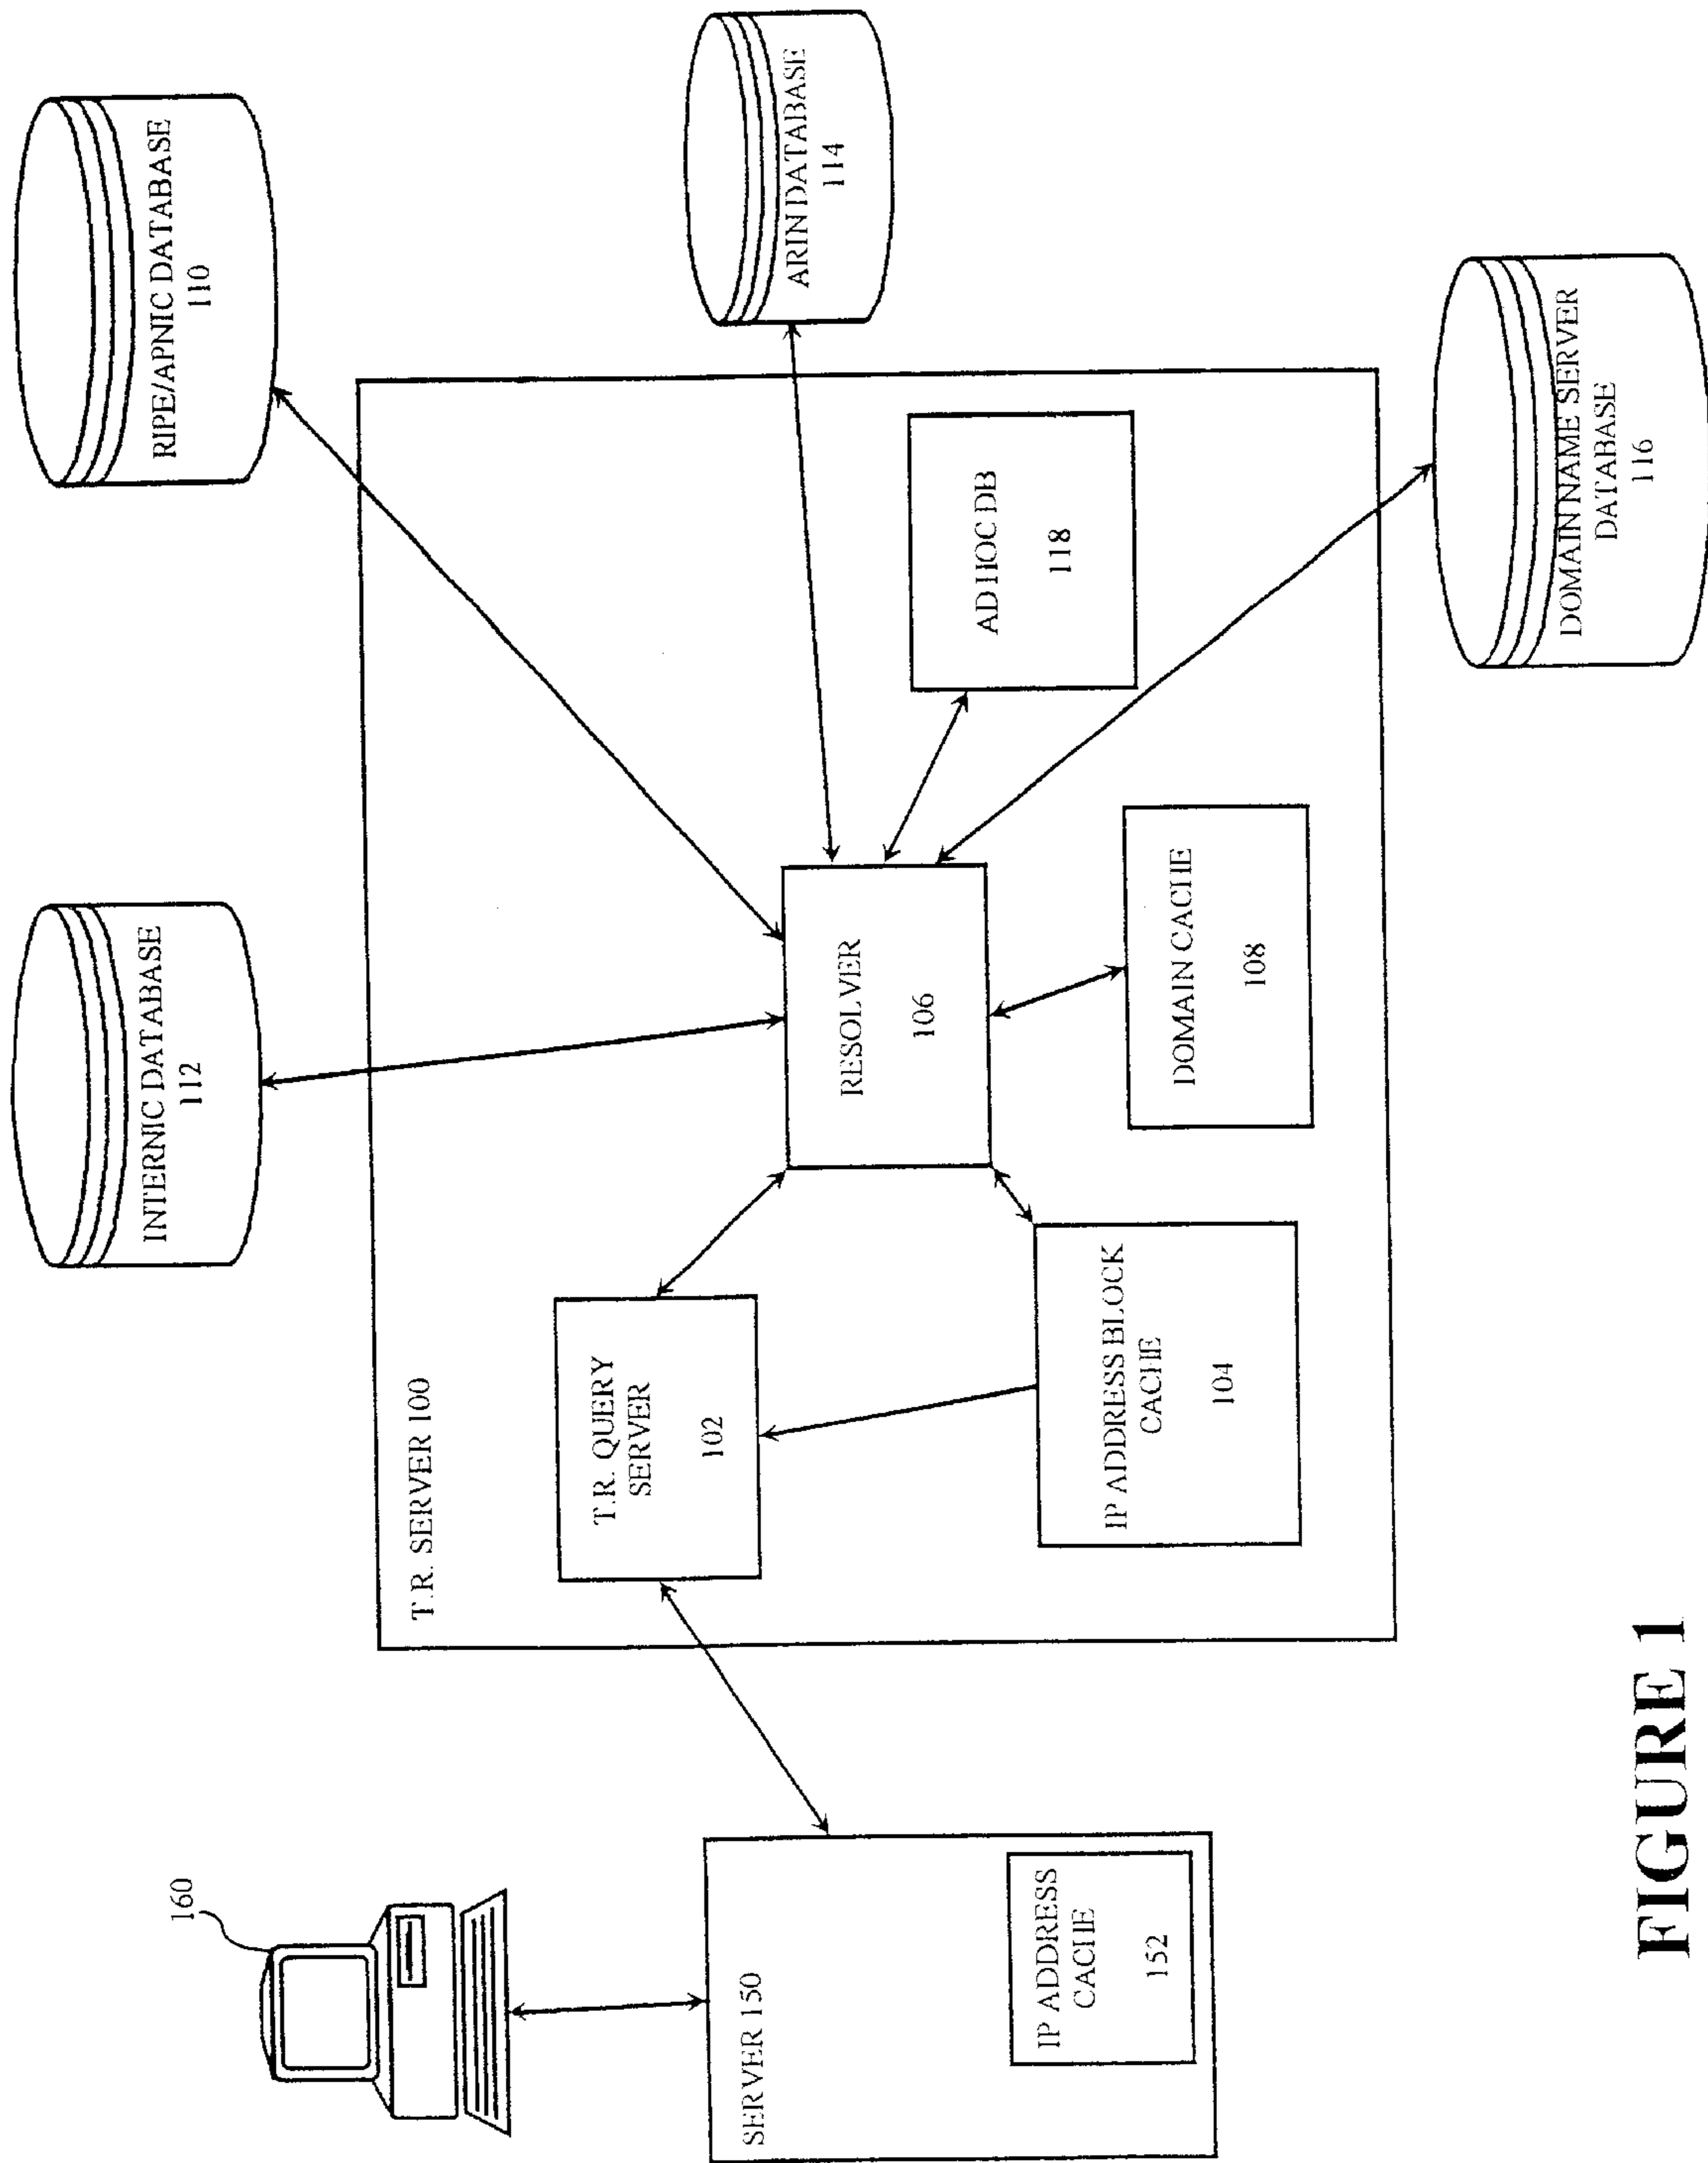 INTERNIC DATABASE
112
RIPE/APNIC DATABASE
110
160
T.R. SERVER 100
T.R. QUERY
SERVER
102
RESOLVER
106
ARIN DATABASE
114
SERVER 150
IP ADDRESS
CACHE
152
IP ADDRESS BLOCK
CACHE
104
DOMAIN CACHE
108
AD HOC DB
118
DOMAIN NAME SERVER
DATABASE
116
FIGURE 1